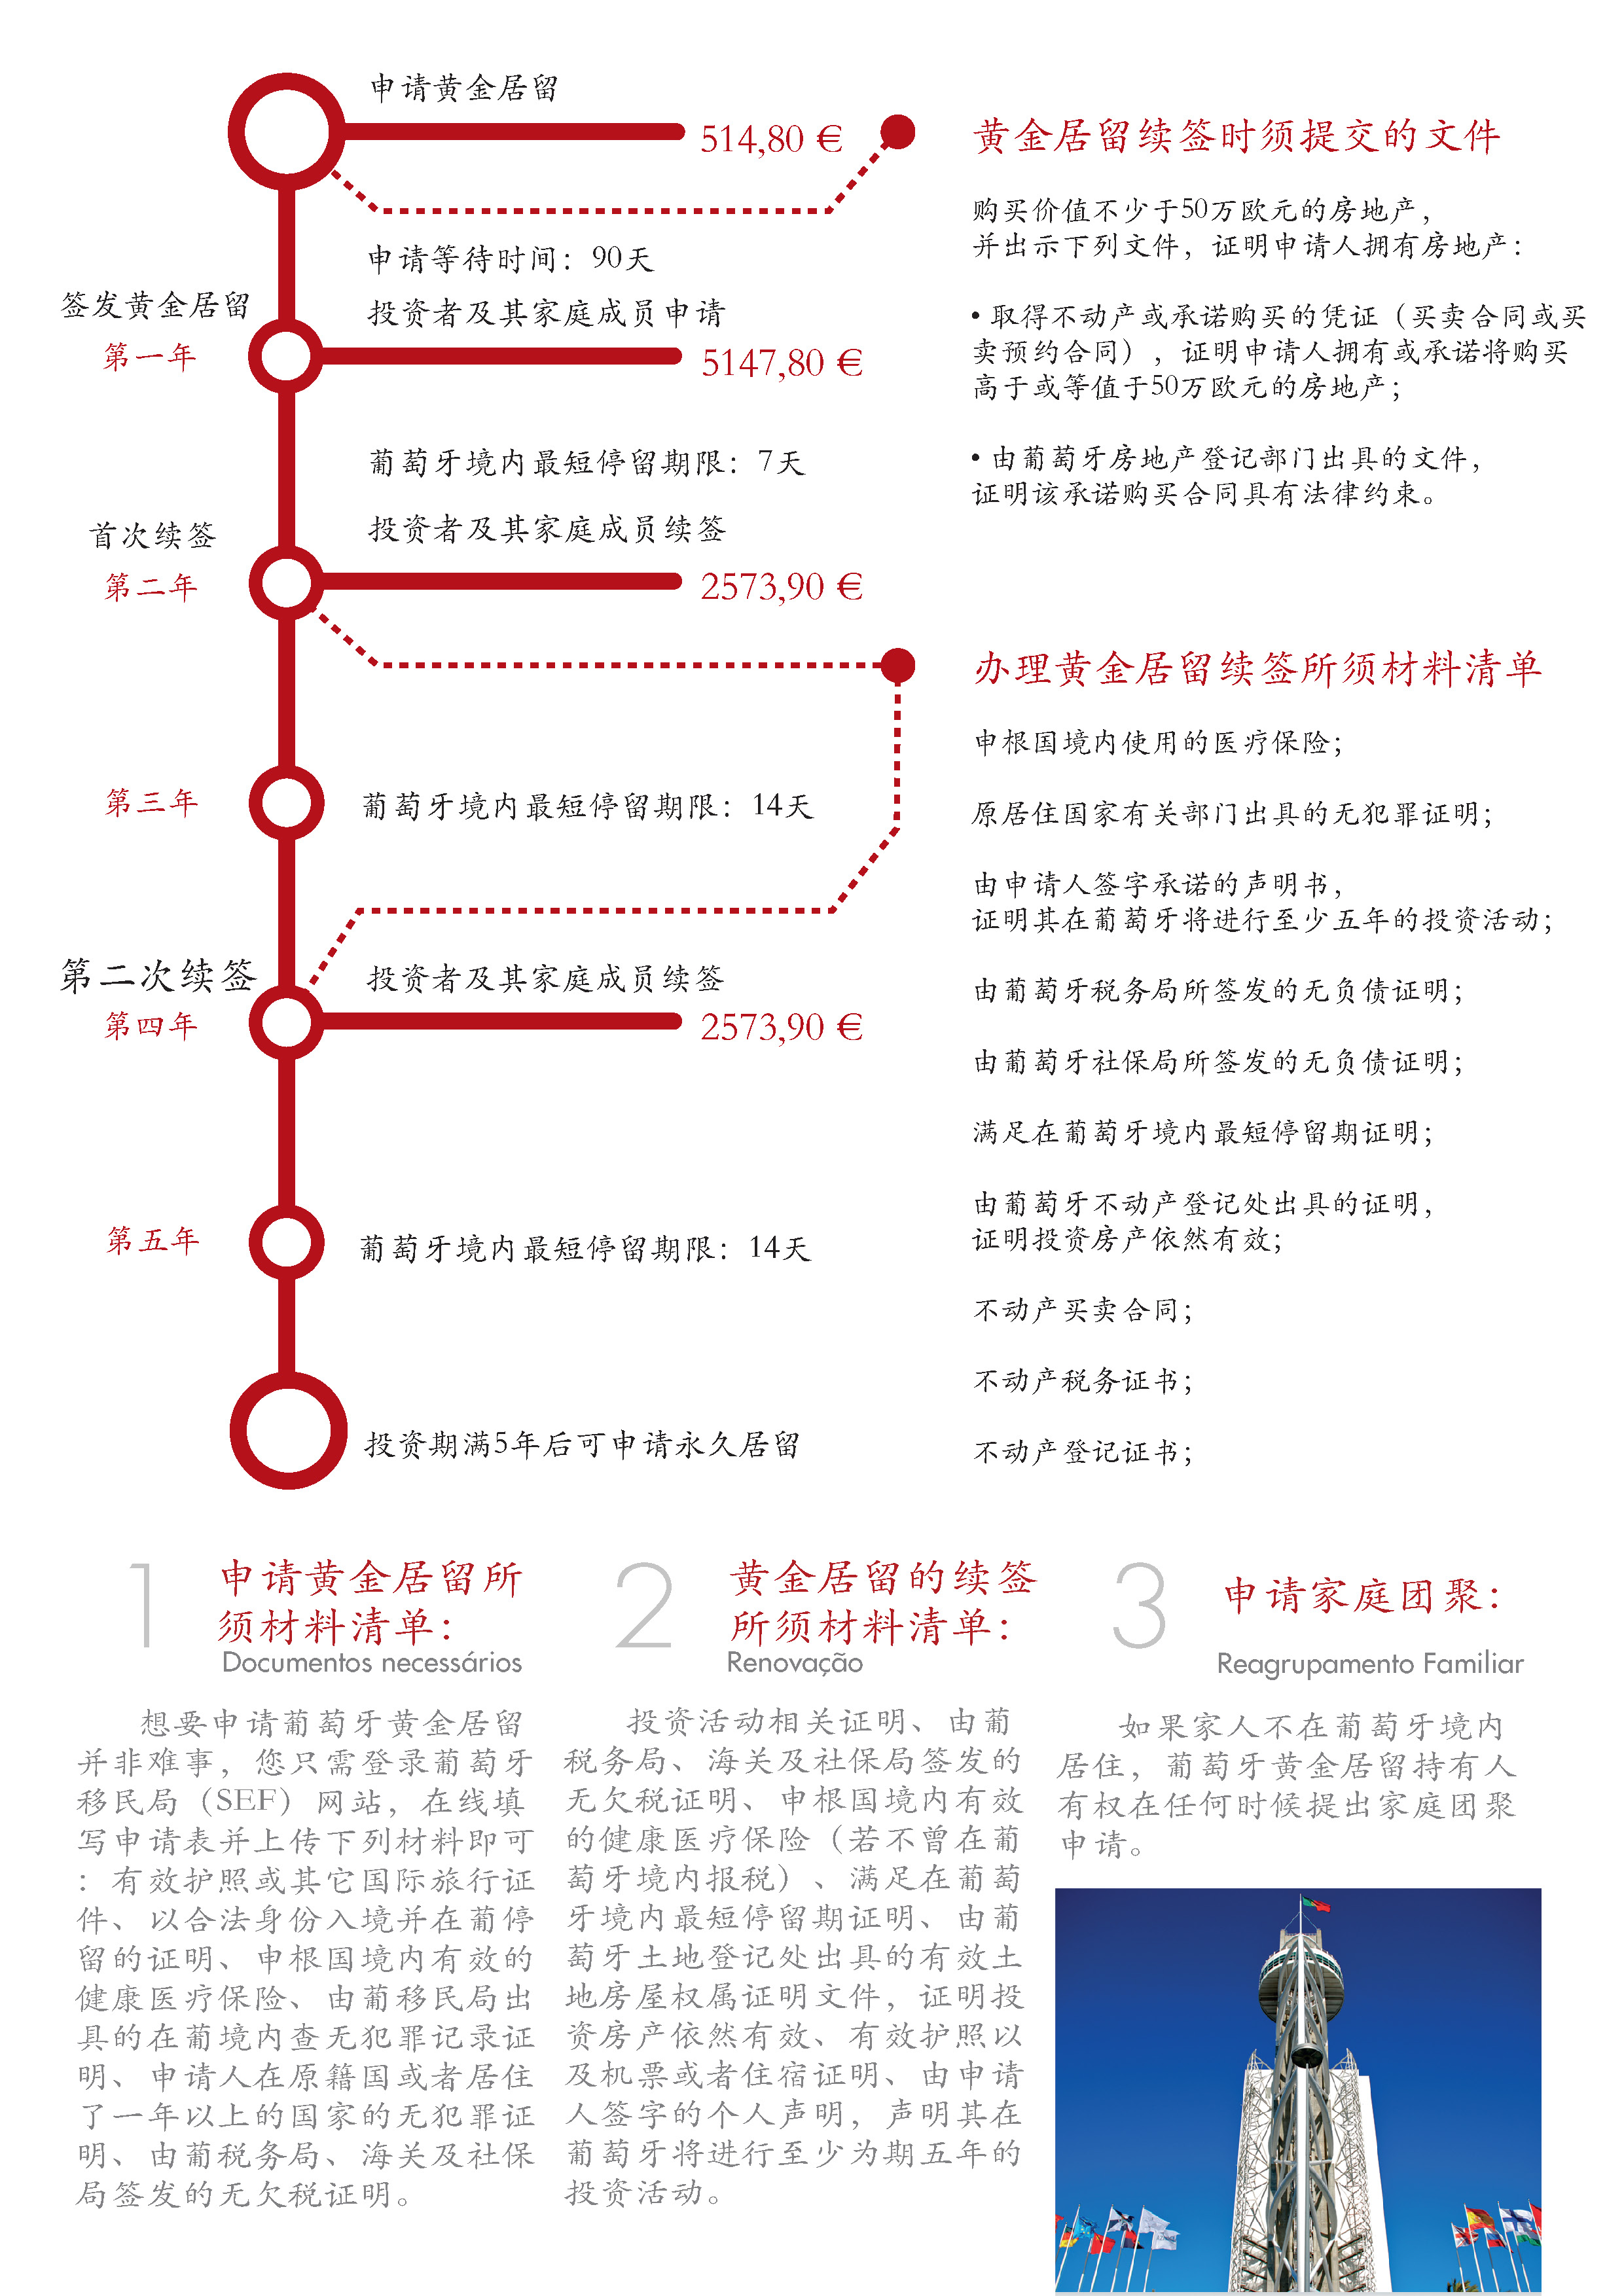 申请黄金居留
514,80 €
申请等待时间：90天
签发黄金居留
投资者及其家庭成员申请
第一年
5147,80 €
葡萄牙境内最短停留期限：7天
首次续签
投资者及其家庭成员续签
第二年
2573,90 €
第三年
葡萄牙境内最短停留期限：14天
第二次续签
投资者及其家庭成员续签
第四年
2573,90 €
第五年
葡萄牙境内最短停留期限：14天
投资期满5年后可申请永久居留
黄金居留续签时须提交的文件
购买价值不少于50万欧元的房地产，
并出示下列文件，证明申请人拥有房地产：
• 取得不动产或承诺购买的凭证（买卖合同或买
卖预约合同），证明申请人拥有或承诺将购买
高于或等值于50万欧元的房地产；
• 由葡萄牙房地产登记部门出具的文件，
证明该承诺购买合同具有法律约束。
办理黄金居留续签所须材料清单
申根国境内使用的医疗保险；
原居住国家有关部门出具的无犯罪证明；
由申请人签字承诺的声明书，
证明其在葡萄牙将进行至少五年的投资活动；
由葡萄牙税务局所签发的无负债证明；
由葡萄牙社保局所签发的无负债证明；
满足在葡萄牙境内最短停留期证明；
由葡萄牙不动产登记处出具的证明，
证明投资房产依然有效；
不动产买卖合同；
不动产税务证书；
不动产登记证书；
1
申请黄金居留所
须材料清单：
Documentos necessários
想要申请葡萄牙黄金居留
并非难事，您只需登录葡萄牙
移民局（SEF）网站，在线填
写申请表并上传下列材料即可
：有效护照或其它国际旅行证
件、以合法身份入境并在葡停
留的证明、申根国境内有效的
健康医疗保险、由葡移民局出
具的在葡境内查无犯罪记录证
明、申请人在原籍国或者居住
了一年以上的国家的无犯罪证
明、由葡税务局、海关及社保
局签发的无欠税证明。
2
黄金居留的续签
所须材料清单：
Renovação
投资活动相关证明、由葡
税务局、海关及社保局签发的
无欠税证明、申根国境内有效
的健康医疗保险（若不曾在葡
萄牙境内报税）、满足在葡萄
牙境内最短停留期证明、由葡
萄牙土地登记处出具的有效土
地房屋权属证明文件，证明投
资房产依然有效、有效护照以
及机票或者住宿证明、由申请
人签字的个人声明，声明其在
葡萄牙将进行至少为期五年的
投资活动。
3
申请家庭团聚：
Reagrupamento Familiar
如果家人不在葡萄牙境内
居住，葡萄牙黄金居留持有人
有权在任何时候提出家庭团聚
申请。